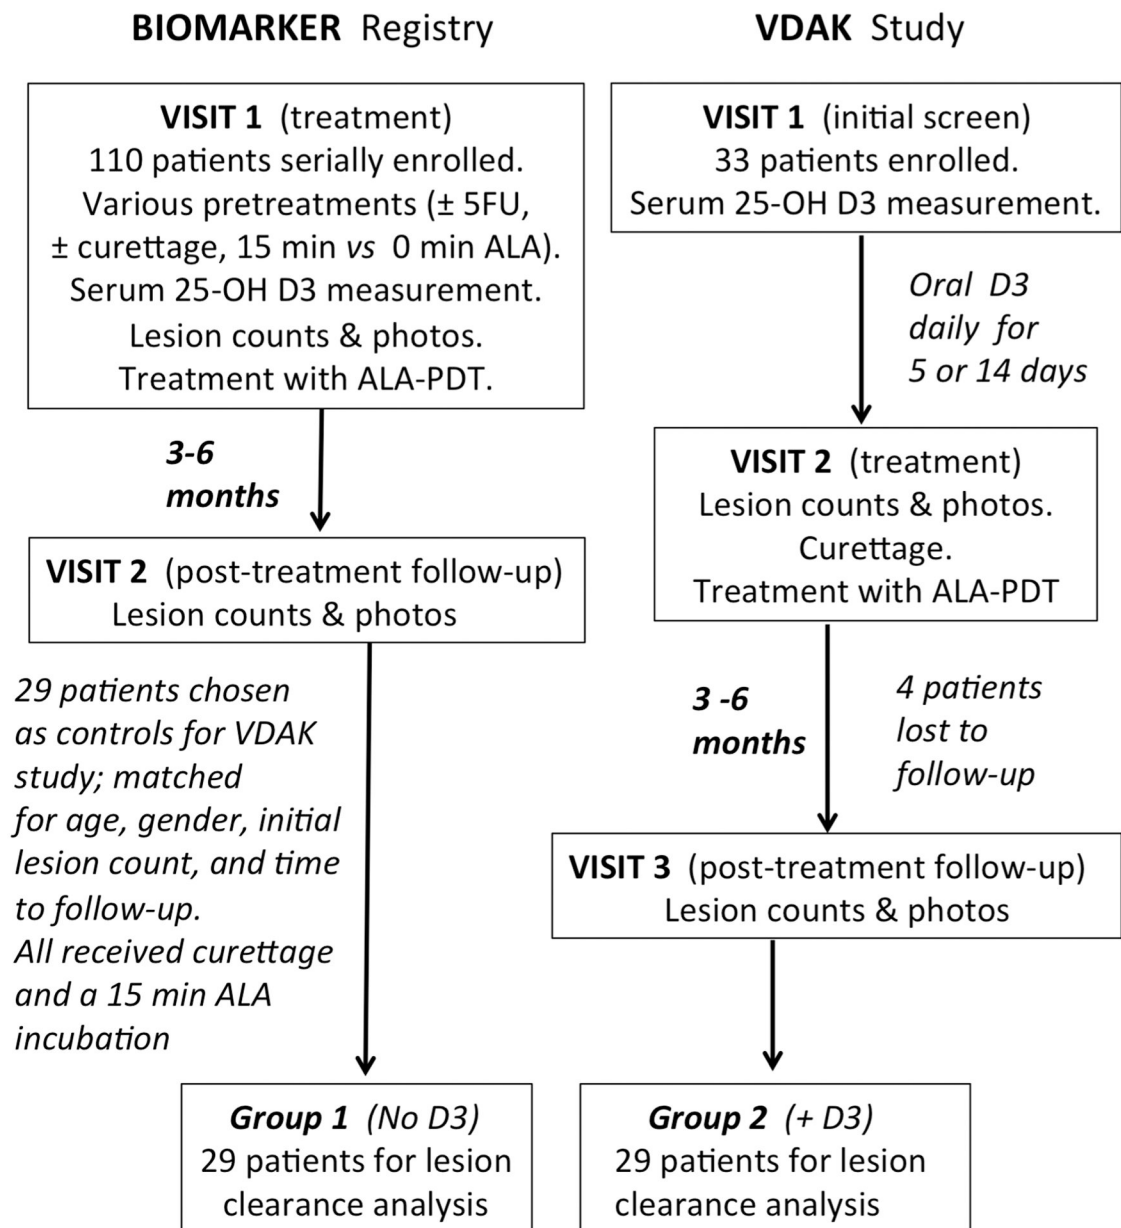 BIOMARKER Registry
VISIT 1 (treatment)
110 patients serially enrolled.
Various pretreatments (± 5FU,
± curettage, 15 min vs 0 min ALA).
Serum 25-OH D3 measurement.
Lesion counts & photos.
Treatment with ALA-PDT.
3-6
months
VISIT 2 (post-treatment follow-up)
Lesion counts & photos
29 patients chosen
as controls for VDAK
study; matched
for age, gender, initial
lesion count, and time
to follow-up.
All received curettage
and a 15 min ALA
incubation
Group 1 (No D3)
29 patients for lesion
clearance analysis
VDAK Study
VISIT 1 (initial screen)
33 patients enrolled.
Serum 25-OH D3 measurement.
Oral D3
daily for
5 or 14 days
VISIT 2 (treatment)
Lesion counts & photos.
Curettage.
Treatment with ALA-PDT
3 -6
months
4 patients
lost to
follow-up
VISIT 3 (post-treatment follow-up)
Lesion counts & photos
Group 2 (+ D3)
29 patients for lesion
clearance analysis